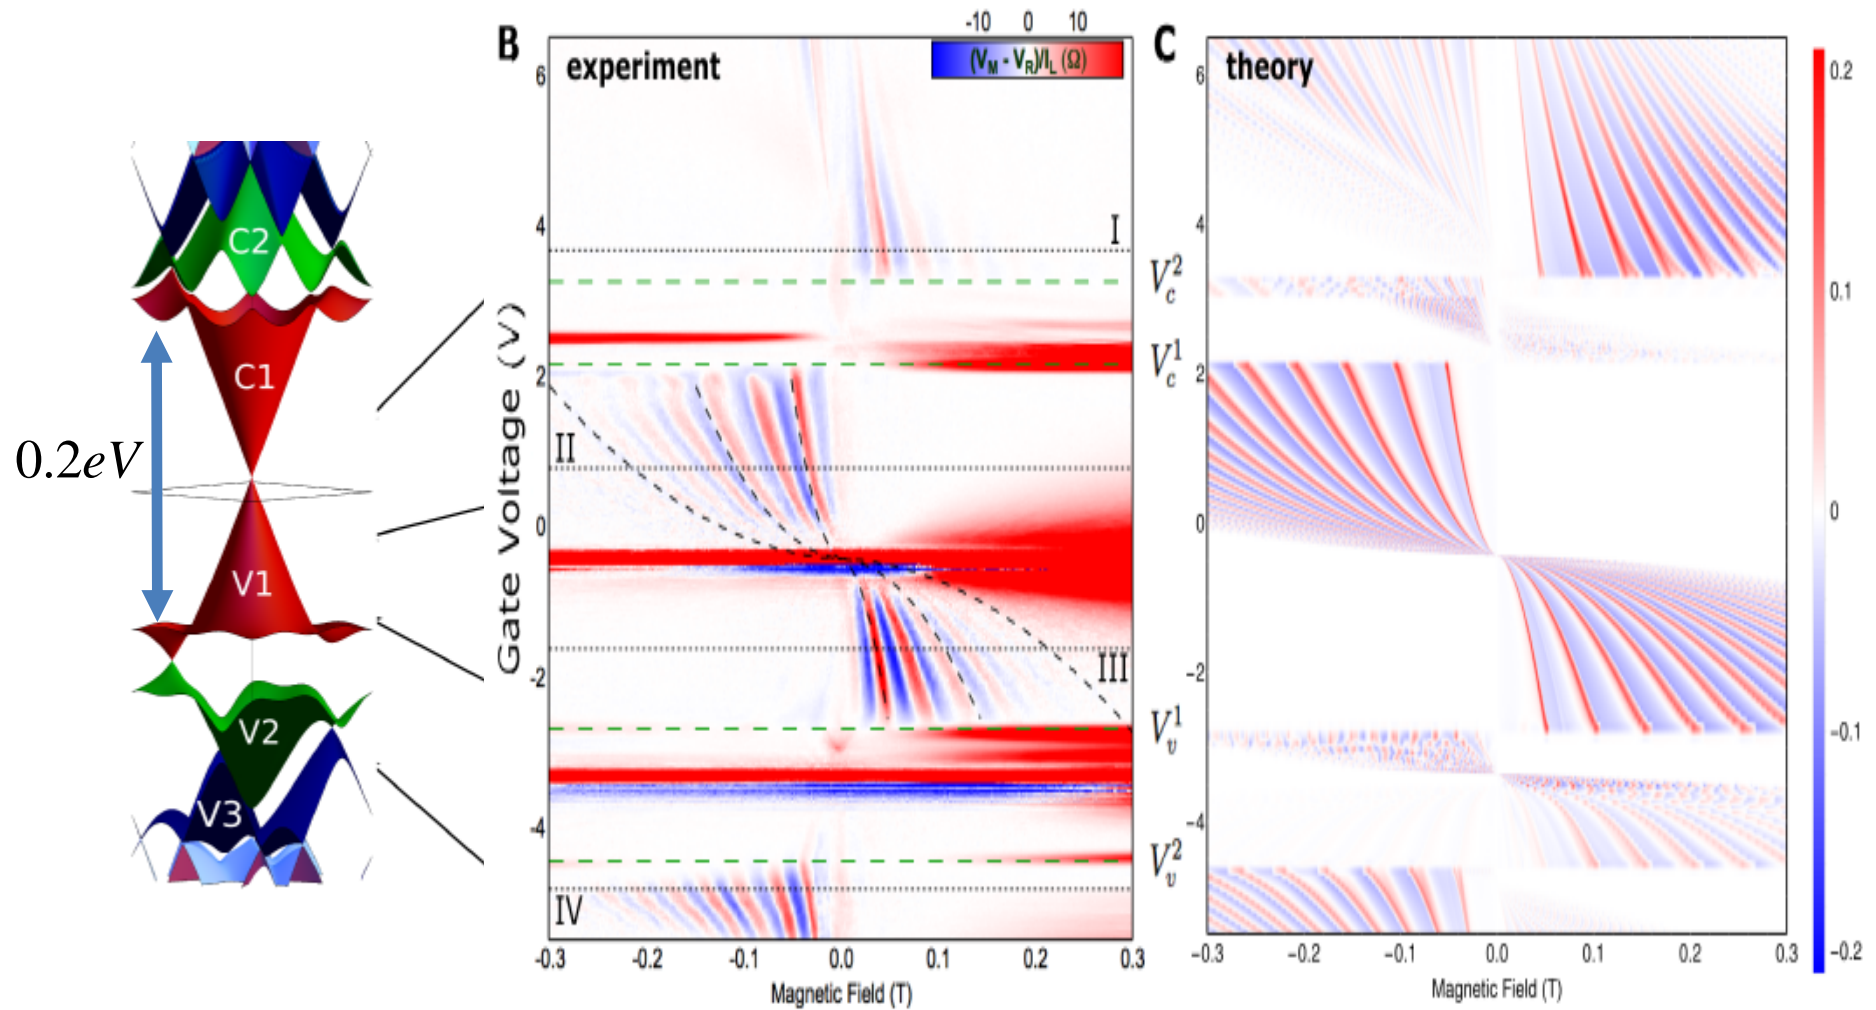 C2
C1
0.2eV
V1
V2
V3
B
experiment
-10 0 10
(V_M - V_R)/I_L (Ω)
Gate Voltage (V)
6
4
2
0
-2
-4
I
II
III
IV
-0.3 -0.2 -0.1 0.0 0.1 0.2 0.3
Magnetic Field (T)
V_c^2
V_c^1
V_v^1
V_v^2
C
theory
6
4
2
0
−2
−4
−0.3 −0.2 −0.1 0.0 0.1 0.2 0.3
Magnetic Field (T)
0.2
0.1
0
−0.1
−0.2